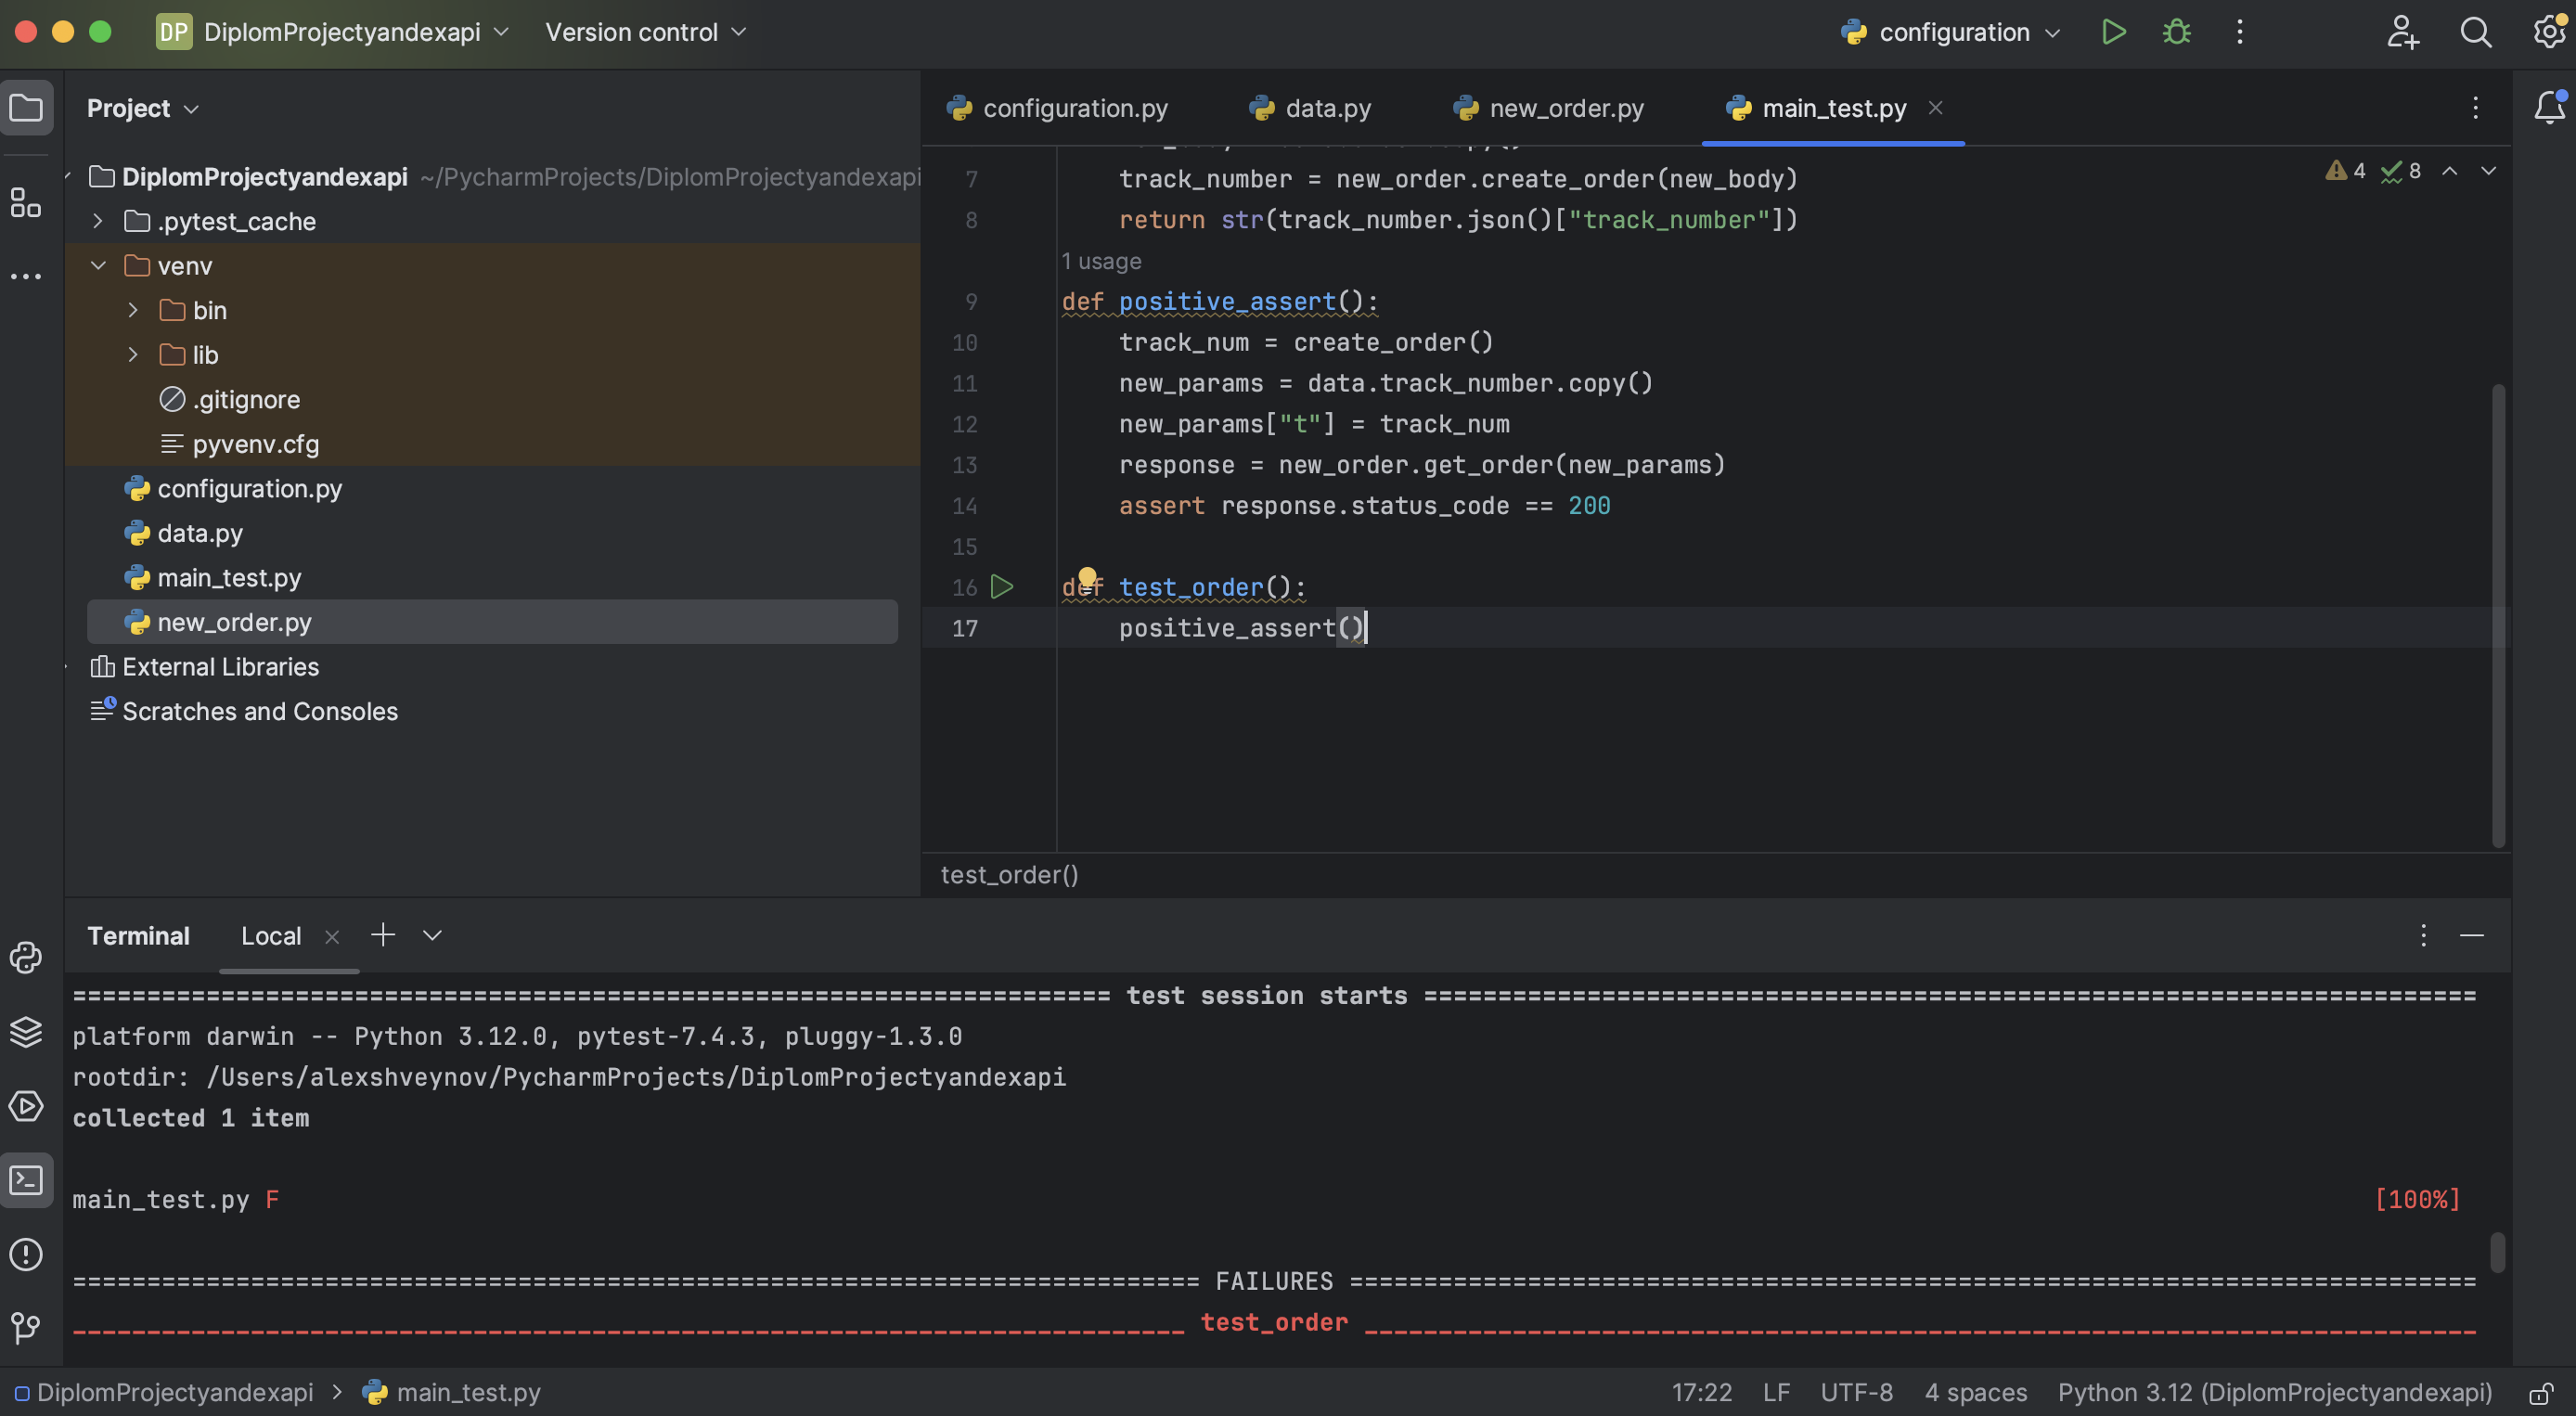 DP DiplomProjectyandexapi Version control configuration
Project
configuration.py data.py new_order.py main_test.py
DiplomProjectyandexapi ~/PycharmProjects/DiplomProjectyandexapi
.pytest_cache
venv
bin
lib
.gitignore
pyvenv.cfg
configuration.py
data.py
main_test.py
new_order.py
External Libraries
Scratches and Consoles
4 8
7 track_number = new_order.create_order(new_body)
8 return str(track_number.json()["track_number"])
1 usage
9 def positive_assert():
10 track_num = create_order()
11 new_params = data.track_number.copy()
12 new_params["t"] = track_num
13 response = new_order.get_order(new_params)
14 assert response.status_code == 200
15
16 def test_order():
17 positive_assert()
test_order()
Terminal Local
test session starts
platform darwin -- Python 3.12.0, pytest-7.4.3, pluggy-1.3.0
rootdir: /Users/alexshveynov/PycharmProjects/DiplomProjectyandexapi
collected 1 item
main_test.py F [100%]
FAILURES
test_order
DiplomProjectyandexapi > main_test.py 17:22 LF UTF-8 4 spaces Python 3.12 (DiplomProjectyandexapi)